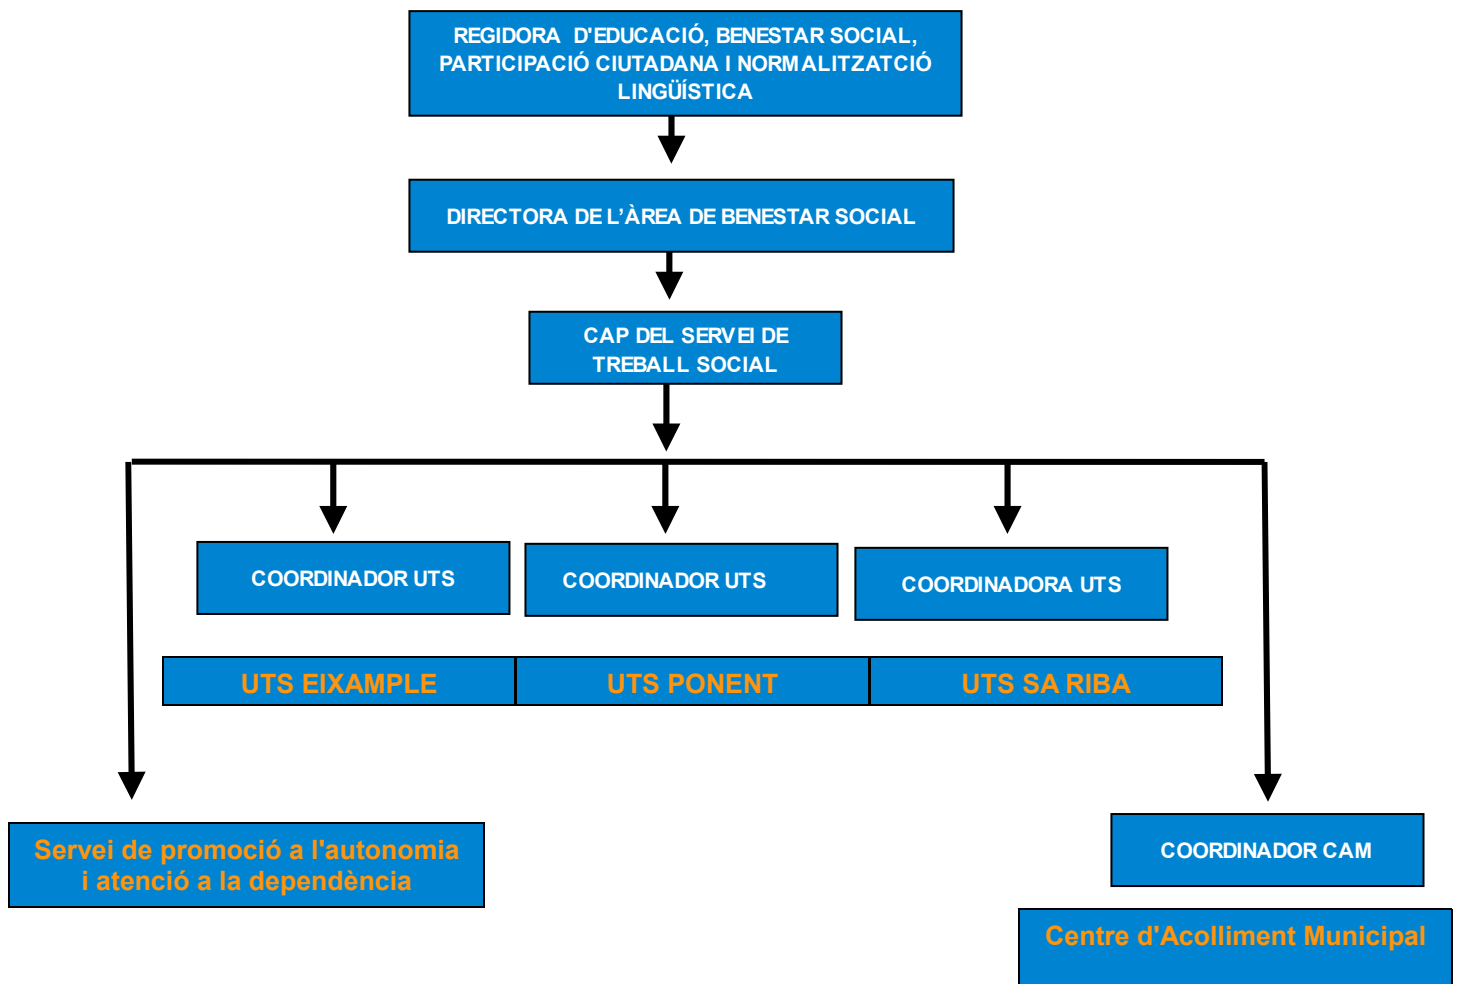 REGIDORA D'EDUCACIÓ, BENESTAR SOCIAL,
PARTICIPACIÓ CIUTADANA I NORMALITZATCIÓ
LINGÜÍSTICA
DIRECTORA DE L’ÀREA DE BENESTAR SOCIAL
CAP DEL SERVEI DE
TREBALL SOCIAL
COORDINADOR UTS
COORDINADOR UTS
COORDINADORA UTS
UTS EIXAMPLE
UTS PONENT
UTS SA RIBA
Servei de promoció a l'autonomia
i atenció a la dependència
COORDINADOR CAM
Centre d'Acolliment Municipal